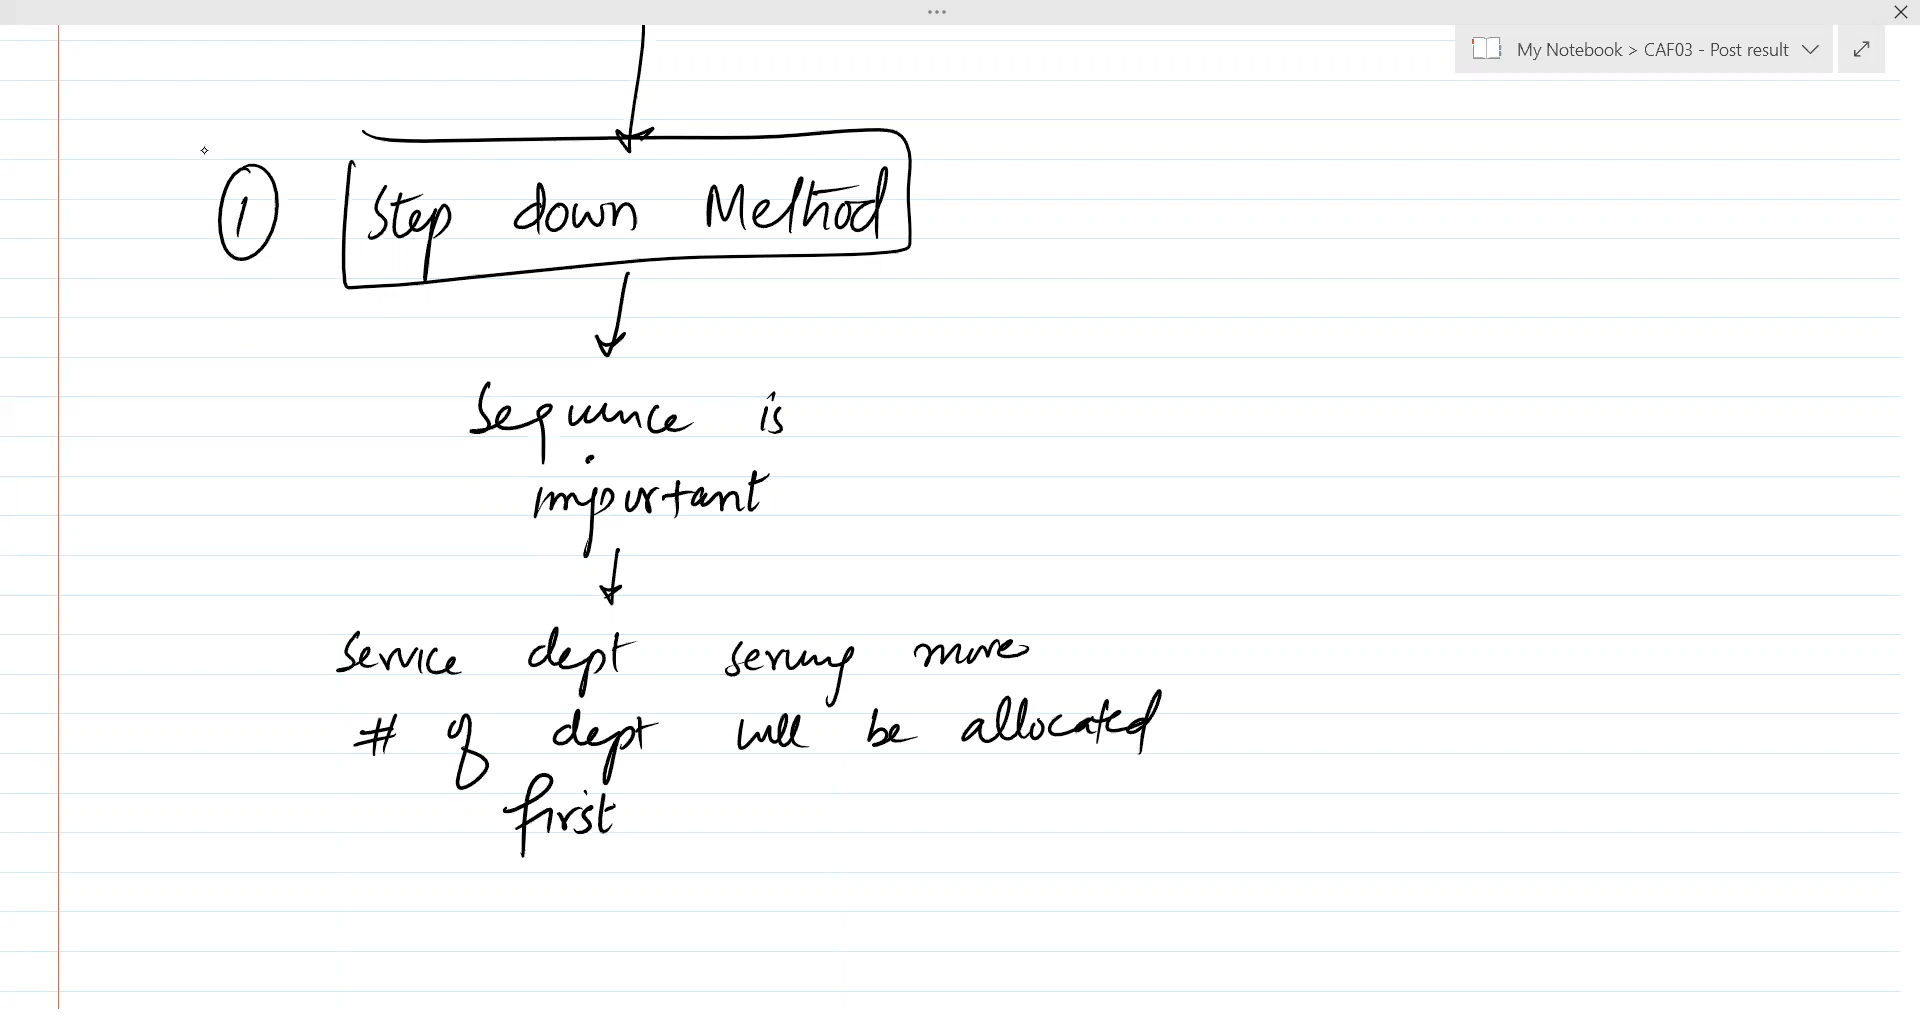 ...
My Notebook > CAF03 - Post result
① Step down Method
Sequence is
important
Service dept serving more
# of dept will be allocated
first